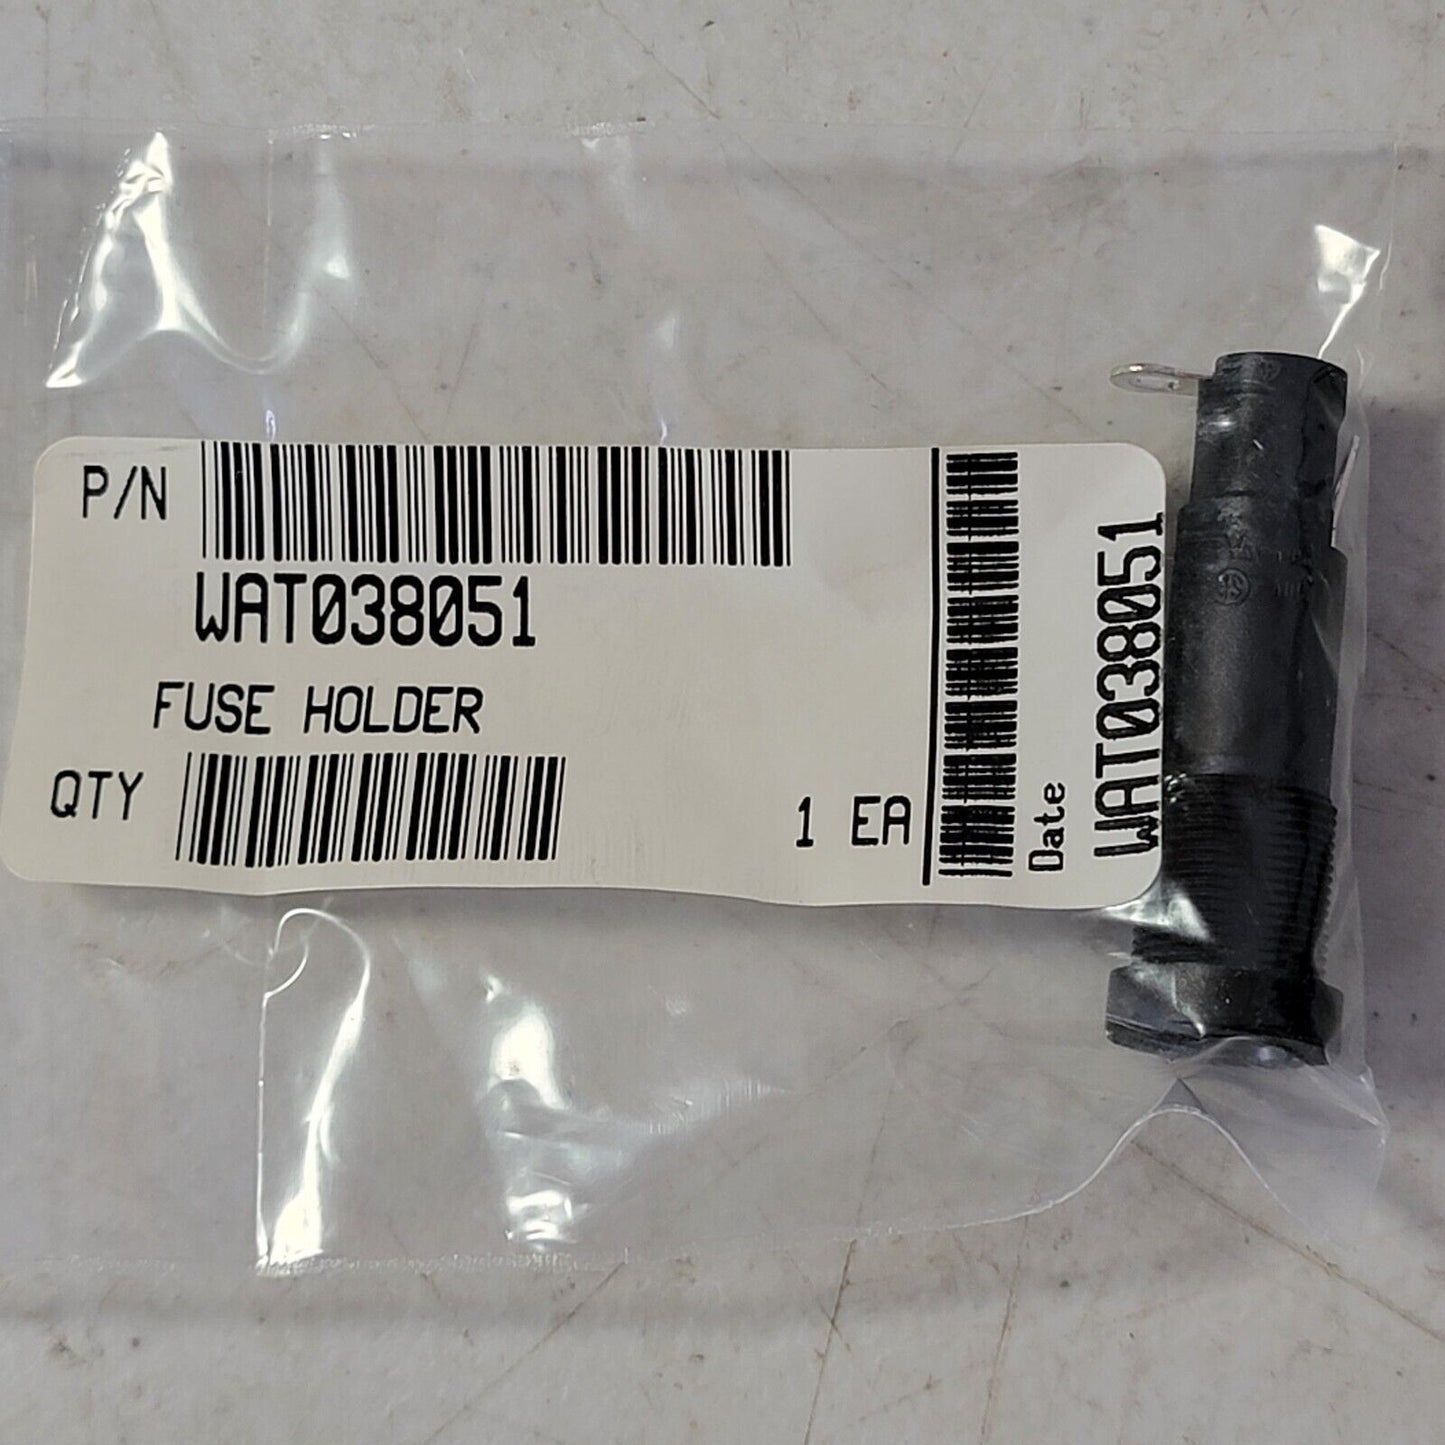 P/N
WAT038051
FUSE HOLDER
QTY
1 EA
Date
WAT038051